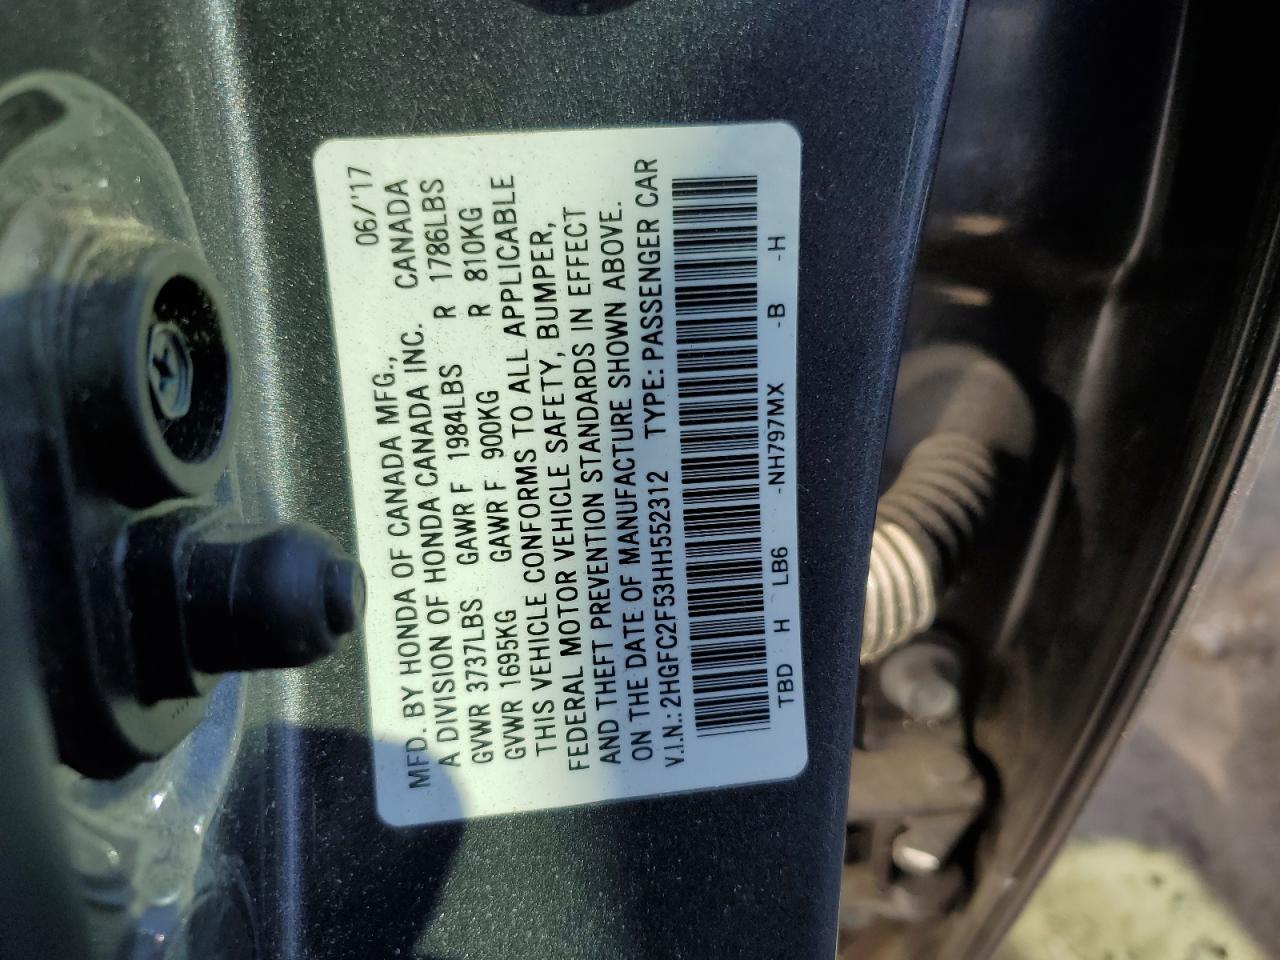 MFD. BY HONDA OF CANADA MFG., 06/'17
A DIVISION OF HONDA CANADA INC. CANADA
GVWR 3737LBS GAWR F 1984LBS R 1786LBS
GVWR 1695KG GAWR F 900KG R 810KG
THIS VEHICLE CONFORMS TO ALL APPLICABLE
FEDERAL MOTOR VEHICLE SAFETY, BUMPER,
AND THEFT PREVENTION STANDARDS IN EFFECT
ON THE DATE OF MANUFACTURE SHOWN ABOVE.
V.I.N.: 2HGFC2F53HH552312 TYPE: PASSENGER CAR
TBD H LB6 -NH797MX -B -H